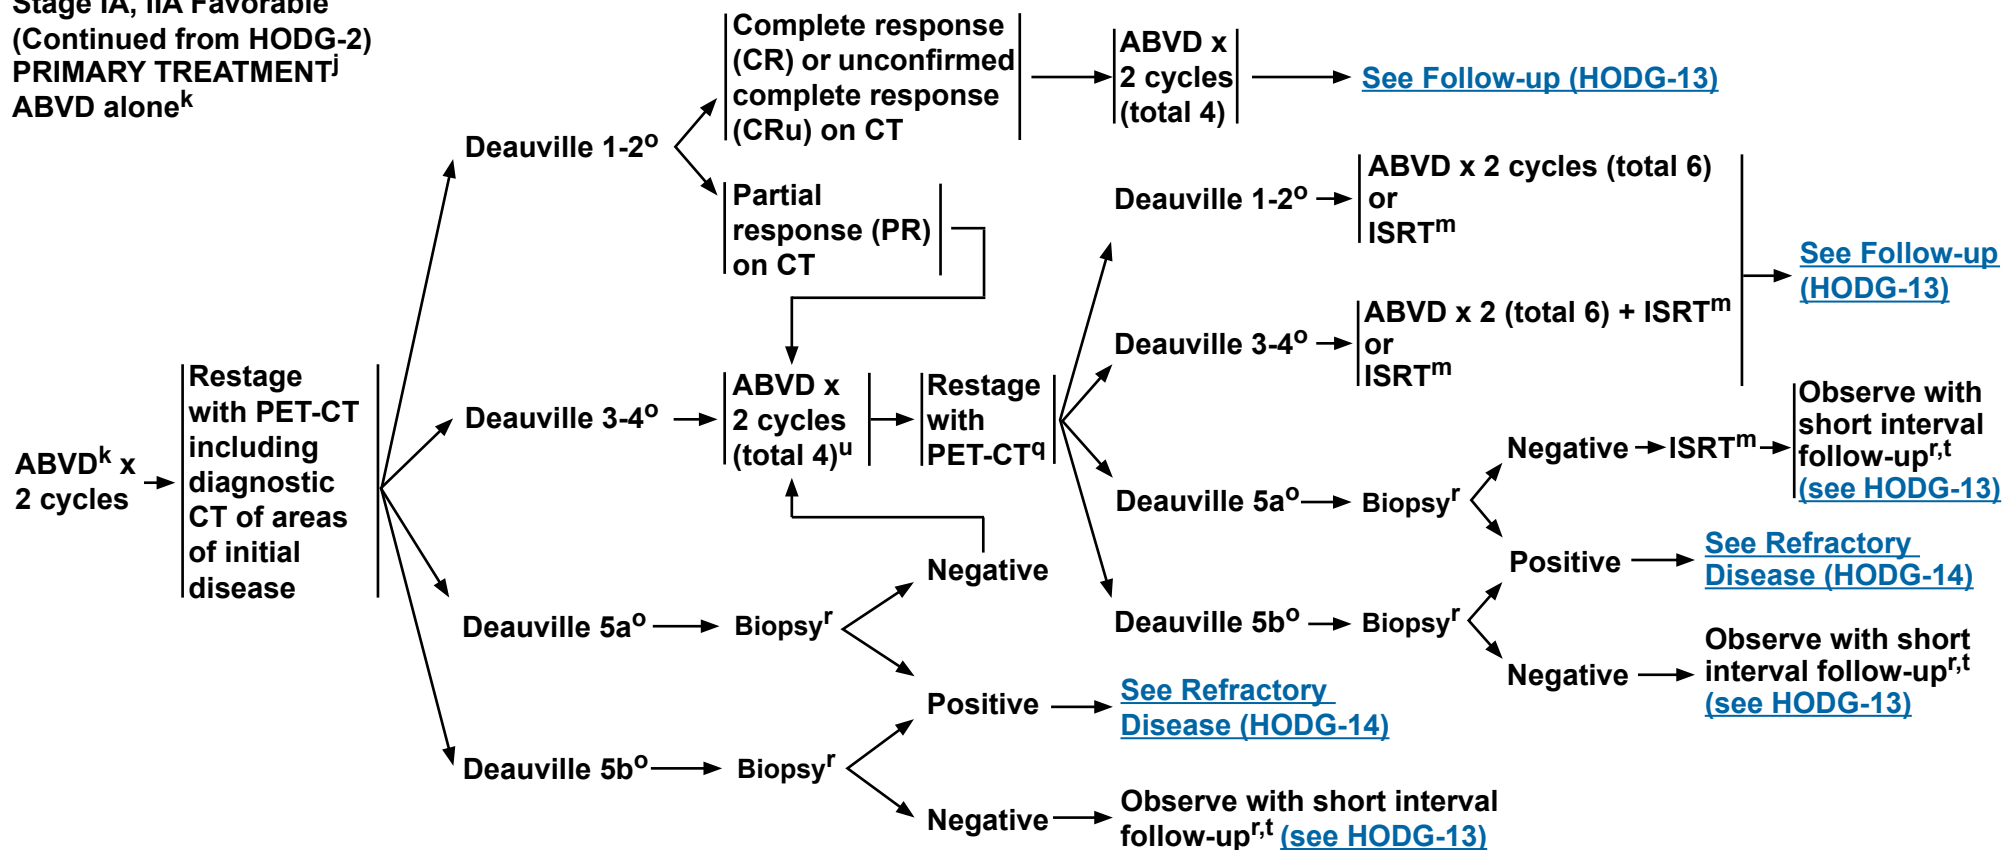 Stage IA, IIA Favorable
(Continued from HODG-2)
PRIMARY TREATMENTj
ABVD alonek
ABVDk x
2 cycles
Restage
with PET-CT
including
diagnostic
CT of areas
of initial
disease
Deauville 1-2o
Complete response
(CR) or unconfirmed
complete response
(CRu) on CT
ABVD x
2 cycles
(total 4)
See Follow-up (HODG-13)
Partial
response (PR)
on CT
Deauville 3-4o
ABVD x
2 cycles
(total 4)u
Restage
with
PET-CTq
Deauville 1-2o
ABVD x 2 cycles (total 6)
or
ISRTm
Deauville 3-4o
ABVD x 2 (total 6) + ISRTm
or
ISRTm
See Follow-up
(HODG-13)
Deauville 5ao
Biopsyr
Negative
ISRTm
Observe with
short interval
follow-upr,t
(see HODG-13)
Positive
See Refractory
Disease (HODG-14)
Deauville 5bo
Biopsyr
Negative
Observe with short
interval follow-upr,t
(see HODG-13)
Deauville 5ao
Biopsyr
Negative
Positive
See Refractory
Disease (HODG-14)
Deauville 5bo
Biopsyr
Negative
Observe with short interval
follow-upr,t (see HODG-13)